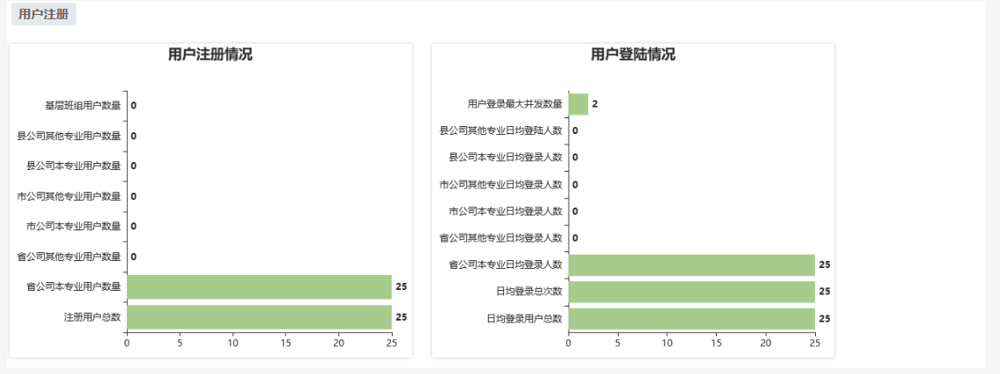 用户注册
用户注册情况
基层班组用户数量 0
县公司其他专业用户数量 0
县公司本专业用户数量 0
市公司其他专业用户数量 0
市公司本专业用户数量 0
省公司其他专业用户数量 0
省公司本专业用户数量 25
注册用户总数 25
0 5 10 15 20 25
用户登陆情况
用户登录最大并发数量 2
县公司其他专业日均登陆人数 0
县公司本专业日均登录人数 0
市公司其他专业日均登录人数 0
市公司本专业日均登录人数 0
省公司其他专业日均登录人数 0
省公司本专业日均登录人数 25
日均登录总次数 25
日均登录用户总数 25
0 5 10 15 20 25